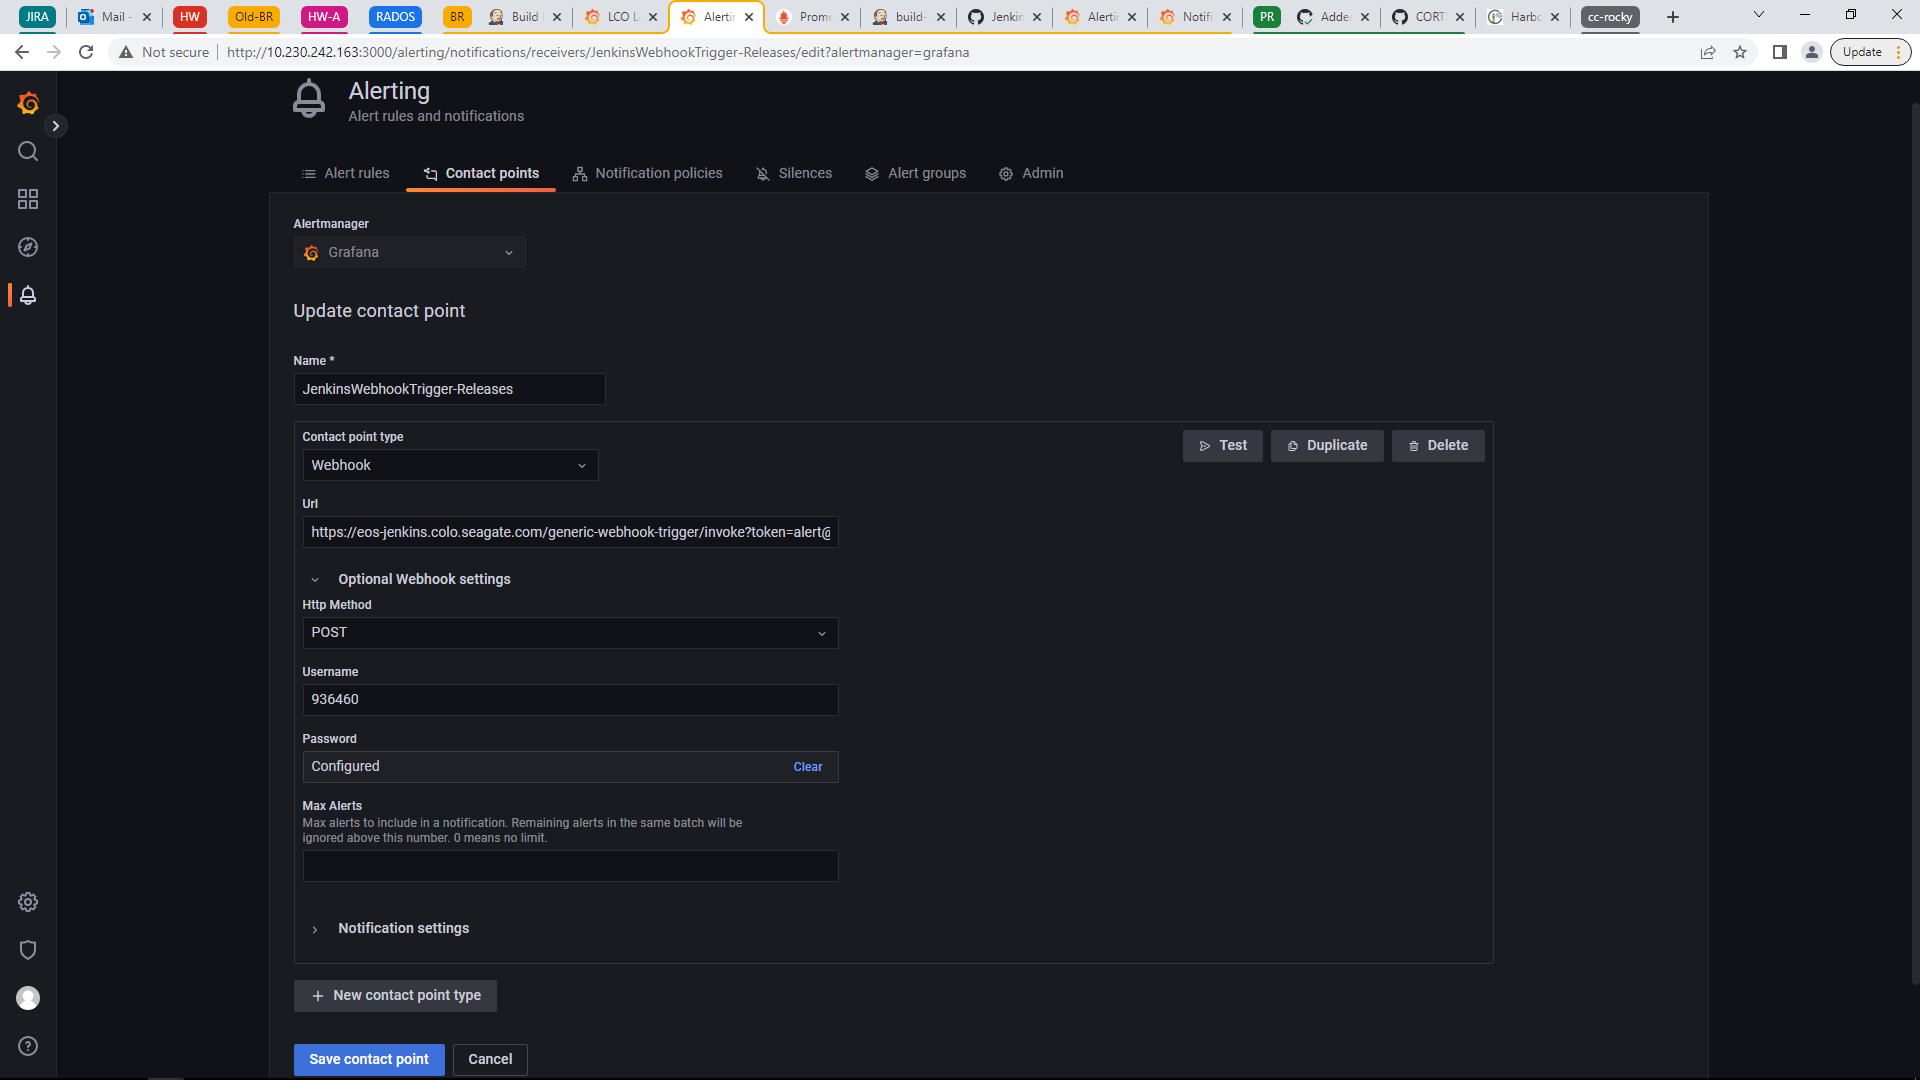 JIRA
Mail -
HW
Old-BR
HW-A
RADOS
BR
Build
LCO L
Alertin
Prome
build-
Jenkin
Alertin
Notifi
PR
Added
CORT
Harbo
cc-rocky
Not secure
http://10.230.242.163:3000/alerting/notifications/receivers/JenkinsWebhookTrigger-Releases/edit?alertmanager=grafana
Update
Alerting
Alert rules and notifications
Alert rules
Contact points
Notification policies
Silences
Alert groups
Admin
Alertmanager
Grafana
Update contact point
Name *
JenkinsWebhookTrigger-Releases
Contact point type
Webhook
Test
Duplicate
Delete
Url
https://eos-jenkins.colo.seagate.com/generic-webhook-trigger/invoke?token=alert@
Optional Webhook settings
Http Method
POST
Username
936460
Password
Configured
Clear
Max Alerts
Max alerts to include in a notification. Remaining alerts in the same batch will be
ignored above this number. 0 means no limit.
Notification settings
New contact point type
Save contact point
Cancel